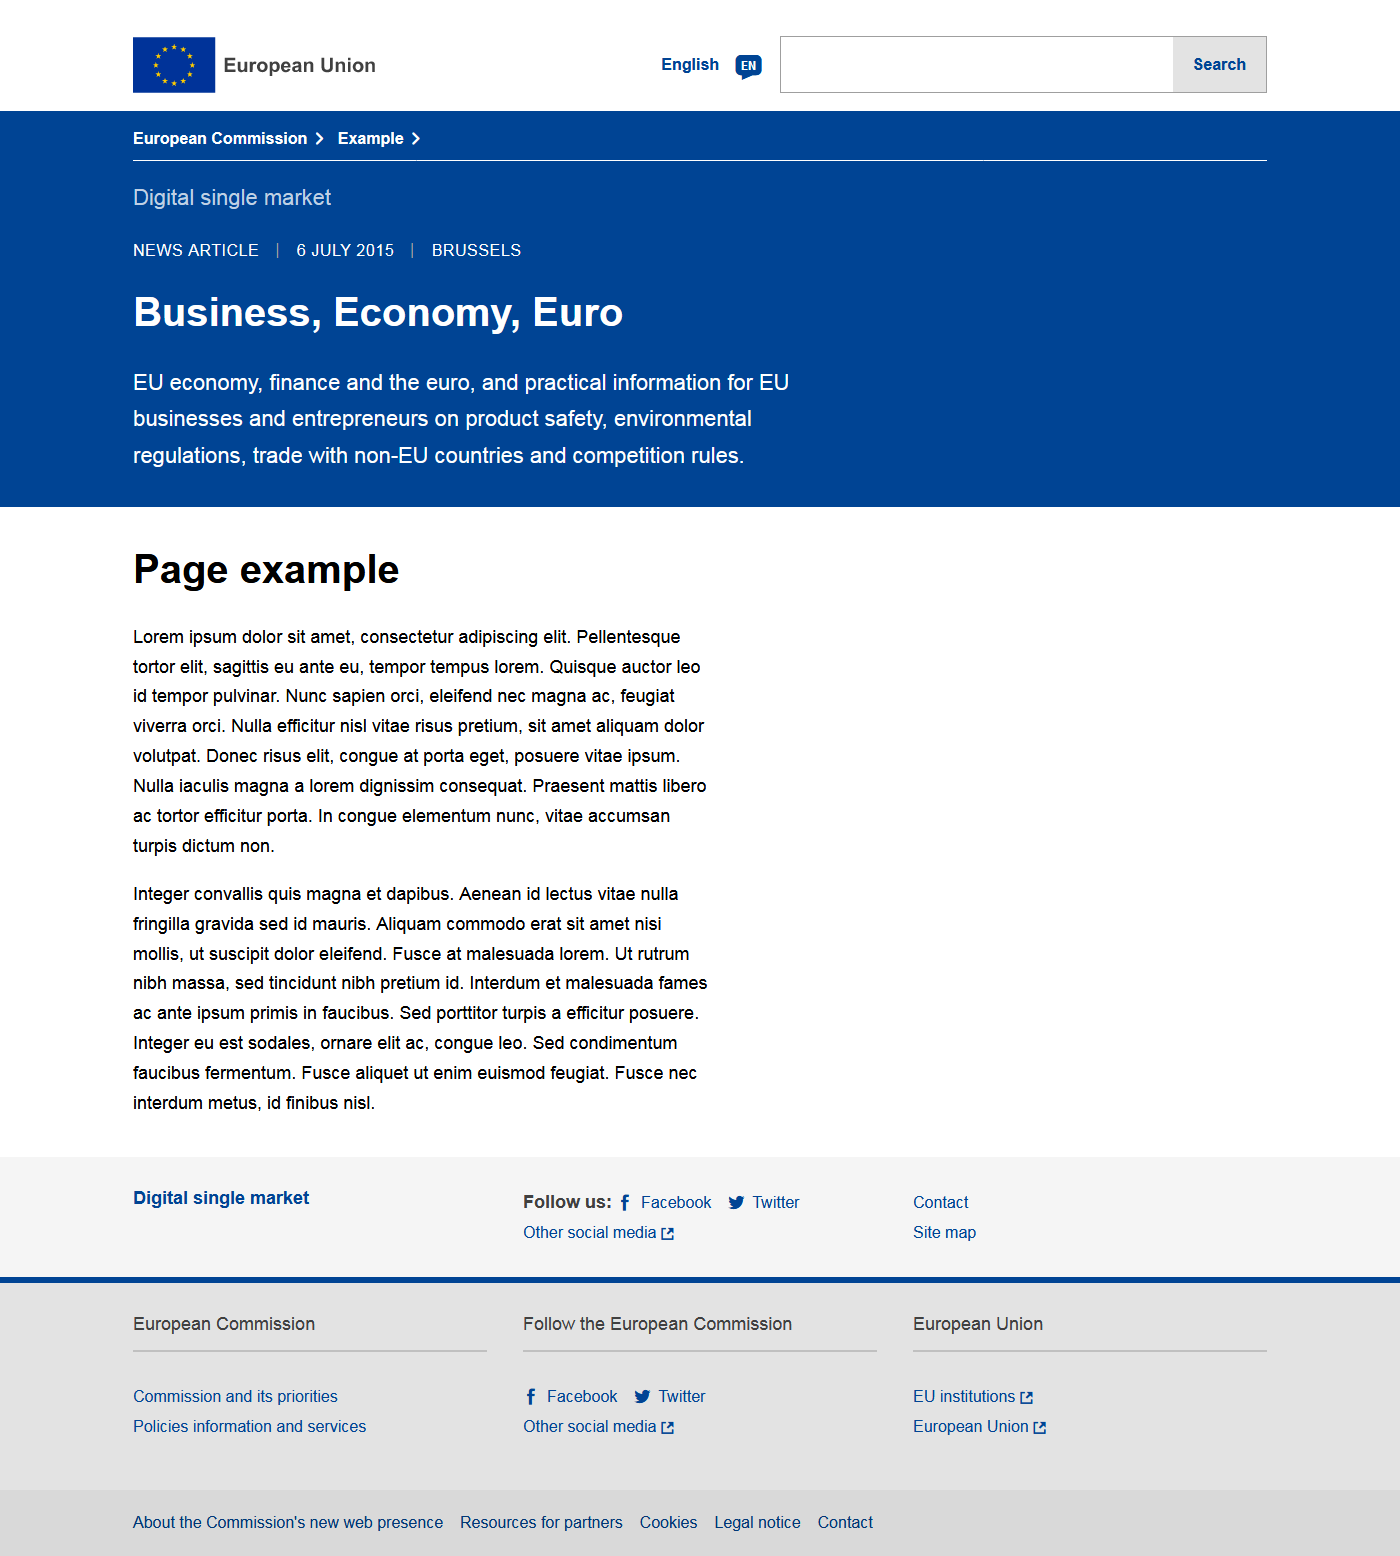 European Union
English
EN
Search
European Commission
Example
Digital single market
NEWS ARTICLE | 6 JULY 2015 | BRUSSELS
Business, Economy, Euro
EU economy, finance and the euro, and practical information for EU
businesses and entrepreneurs on product safety, environmental
regulations, trade with non-EU countries and competition rules.
Page example
Lorem ipsum dolor sit amet, consectetur adipiscing elit. Pellentesque
tortor elit, sagittis eu ante eu, tempor tempus lorem. Quisque auctor leo
id tempor pulvinar. Nunc sapien orci, eleifend nec magna ac, feugiat
viverra orci. Nulla efficitur nisl vitae risus pretium, sit amet aliquam dolor
volutpat. Donec risus elit, congue at porta eget, posuere vitae ipsum.
Nulla iaculis magna a lorem dignissim consequat. Praesent mattis libero
ac tortor efficitur porta. In congue elementum nunc, vitae accumsan
turpis dictum non.
Integer convallis quis magna et dapibus. Aenean id lectus vitae nulla
fringilla gravida sed id mauris. Aliquam commodo erat sit amet nisi
mollis, ut suscipit dolor eleifend. Fusce at malesuada lorem. Ut rutrum
nibh massa, sed tincidunt nibh pretium id. Interdum et malesuada fames
ac ante ipsum primis in faucibus. Sed porttitor turpis a efficitur posuere.
Integer eu est sodales, ornare elit ac, congue leo. Sed condimentum
faucibus fermentum. Fusce aliquet ut enim euismod feugiat. Fusce nec
interdum metus, id finibus nisl.
Digital single market
Follow us: Facebook Twitter
Other social media
Contact
Site map
European Commission
Commission and its priorities
Policies information and services
Follow the European Commission
Facebook Twitter
Other social media
European Union
EU institutions
European Union
About the Commission's new web presence Resources for partners Cookies Legal notice Contact